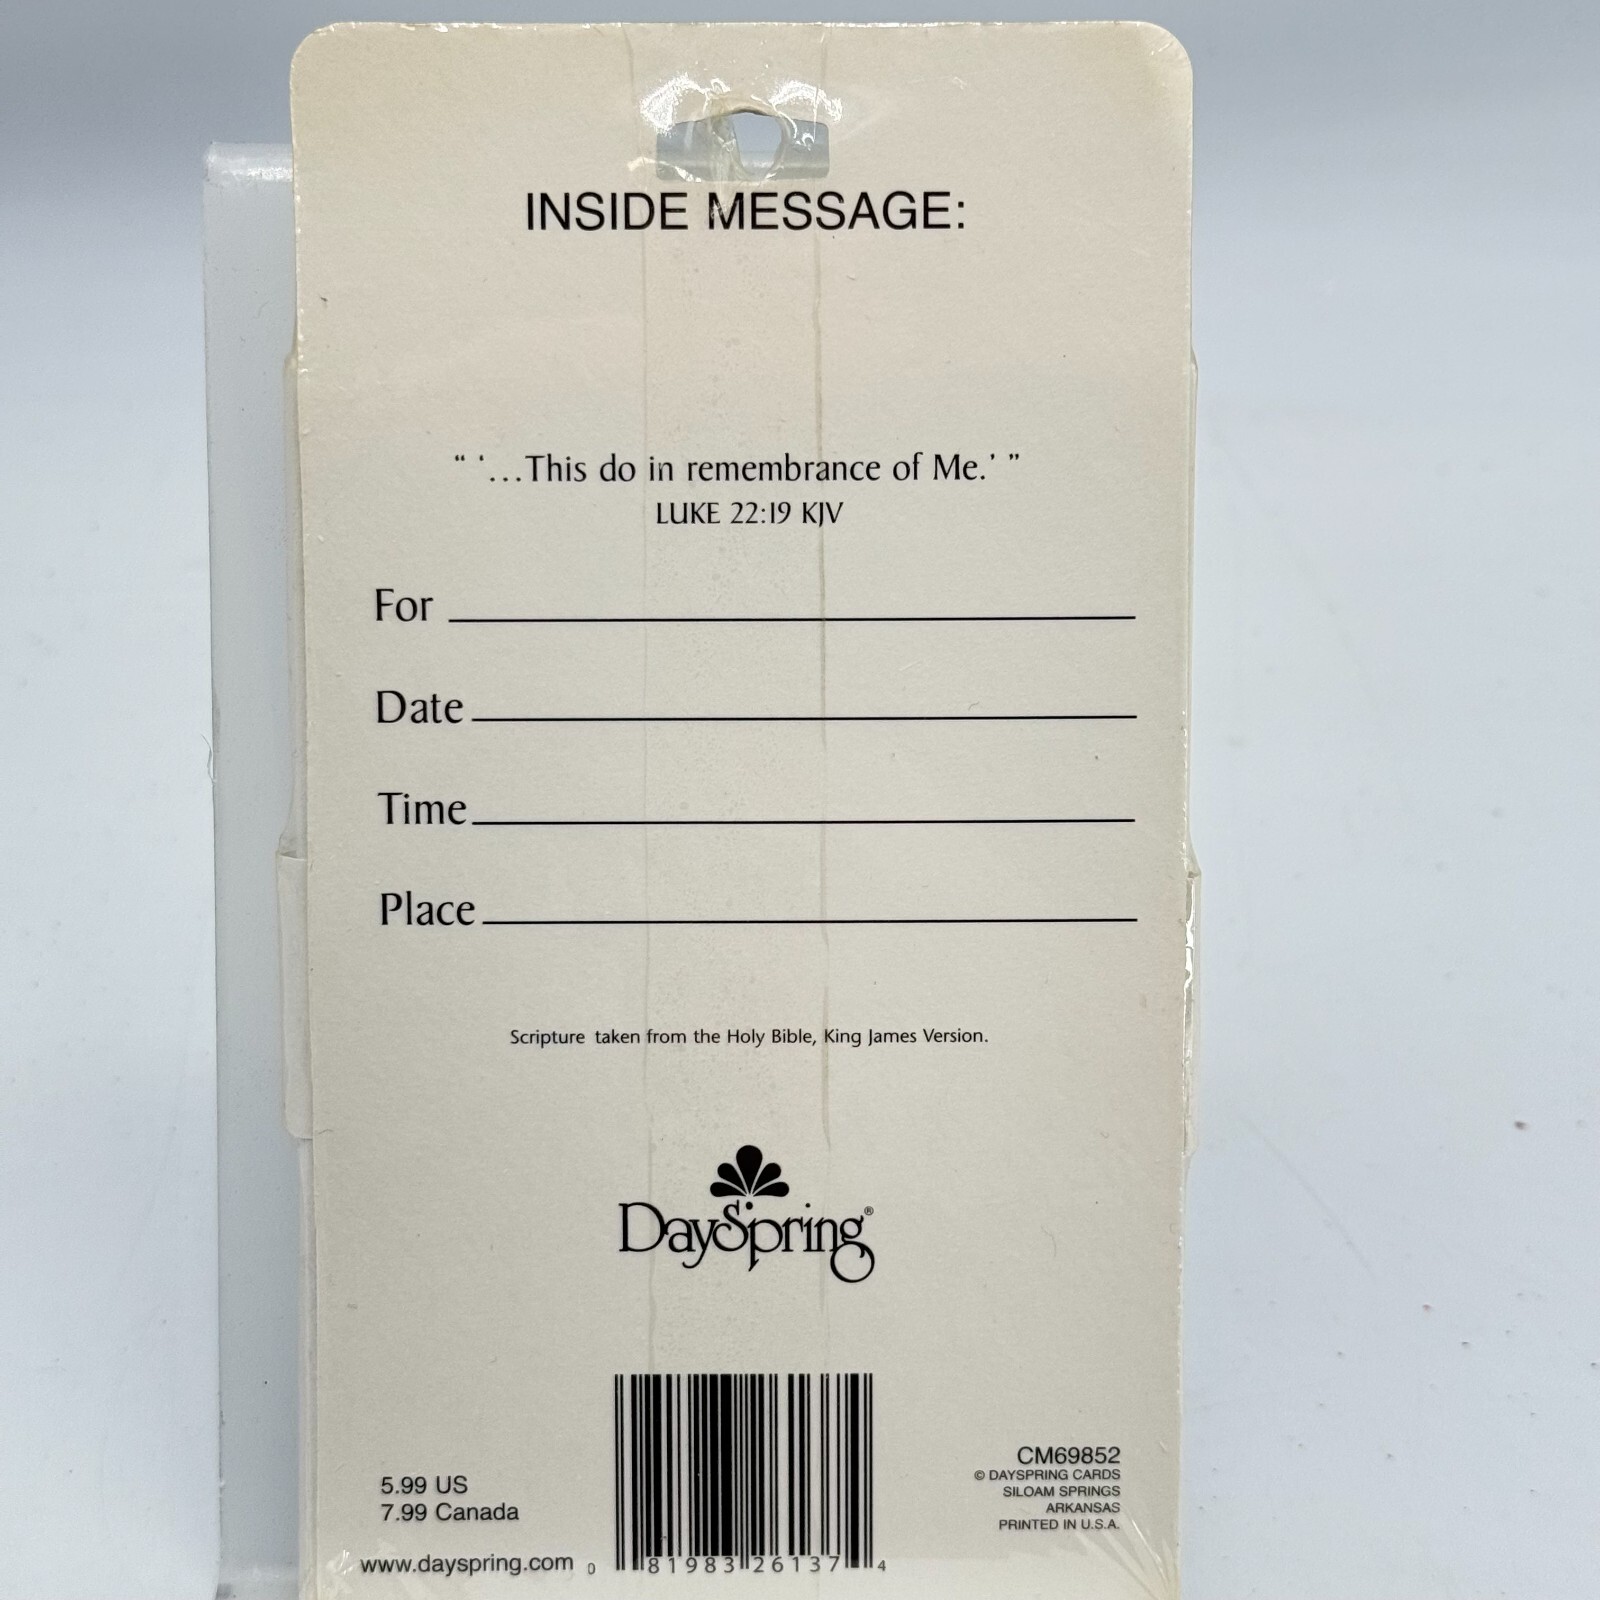 INSIDE MESSAGE:
“ ‘...This do in remembrance of Me.’ ”
LUKE 22:19 KJV
For
Date
Time
Place
Scripture taken from the Holy Bible, King James Version.
DaySpring®
5.99 US
7.99 Canada
www.dayspring.com
0 81983 26137 4
CM69852
© DAYSPRING CARDS
SILOAM SPRINGS
ARKANSAS
PRINTED IN U.S.A.